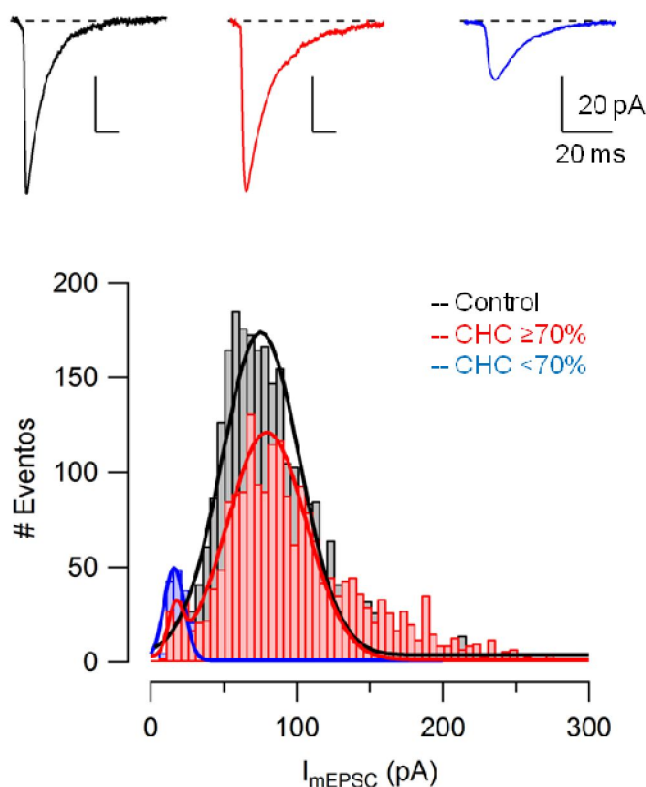 20 pA
20 ms
200
150
100
50
0
# Eventos
-- Control
-- CHC ≥70%
-- CHC <70%
0 100 200 300
ImEPSC (pA)